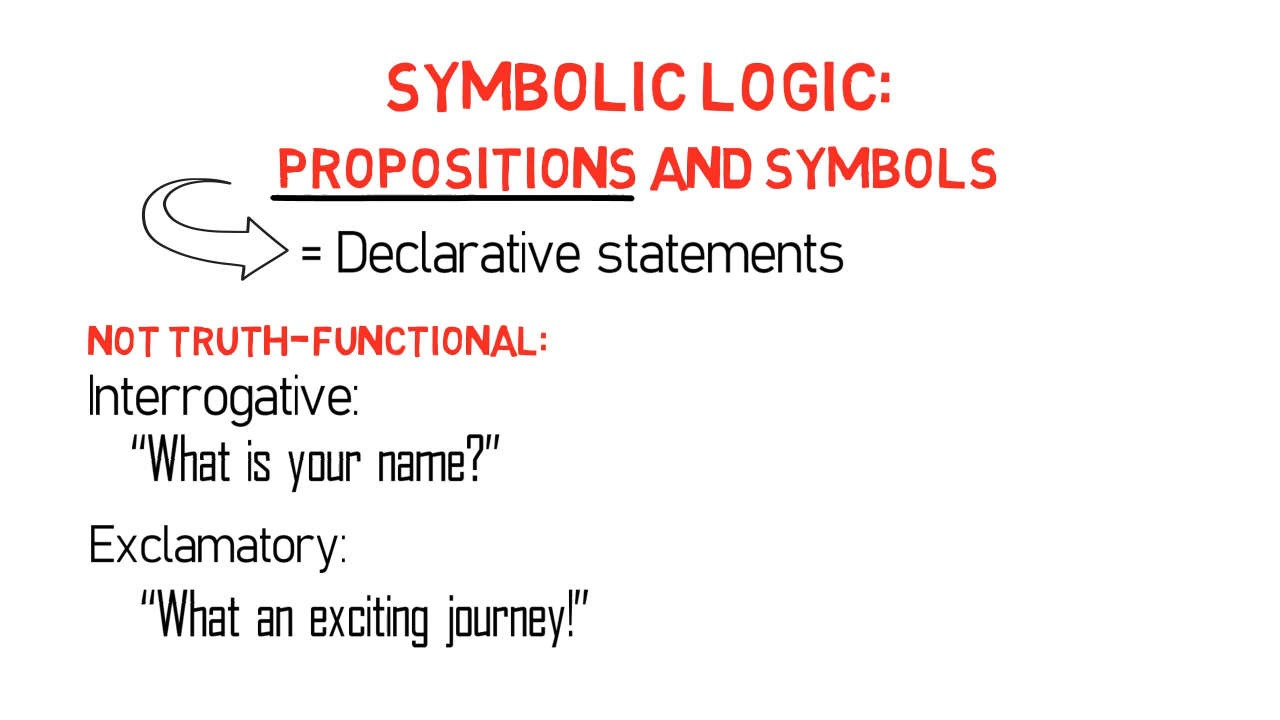 SYMBOLIC LOGIC:
PROPOSITIONS AND SYMBOLS
= Declarative statements
NOT TRUTH-FUNCTIONAL:
Interrogative:
“What is your name?”
Exclamatory:
“What an exciting journey!”